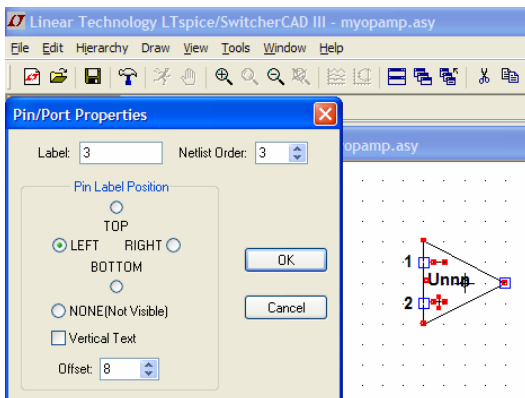 Linear Technology LTspice/SwitcherCAD III - myopamp.asy
File Edit Hierarchy Draw View Tools Window Help
Pin/Port Properties
opamp.asy
Label: 3 Netlist Order: 3
Pin Label Position
TOP
LEFT RIGHT
BOTTOM
NONE(Not Visible)
Vertical Text
Offset: 8
OK
Cancel
1
Unnn
2